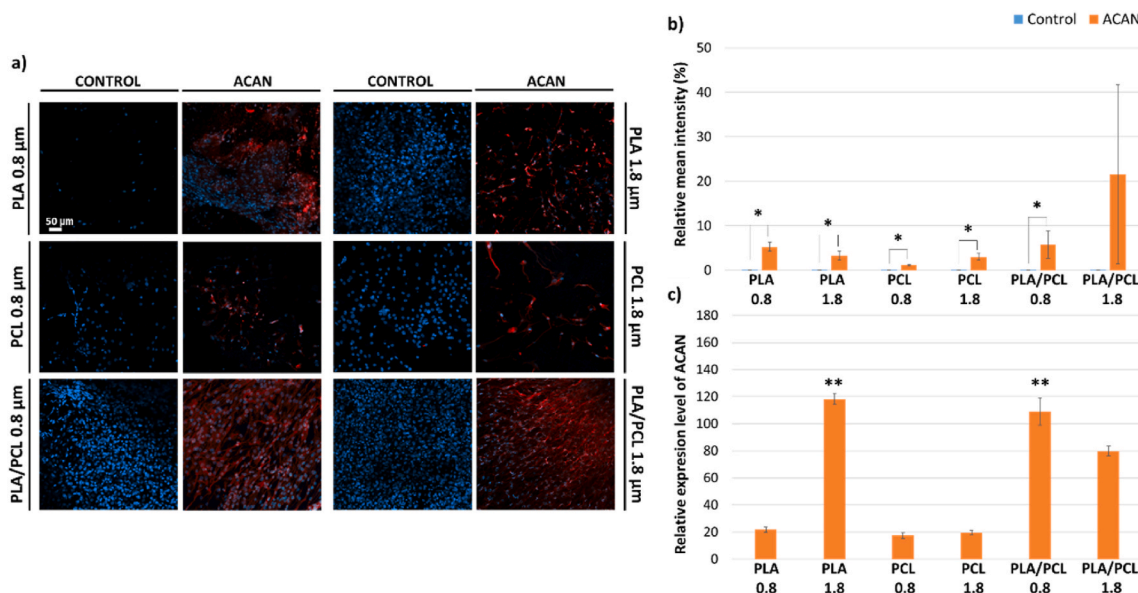 a)
CONTROL ACAN CONTROL ACAN
PLA 0.8 µm
PLA 1.8 µm
50 µm
PCL 0.8 µm
PCL 1.8 µm
PLA/PCL 0.8 µm
PLA/PCL 1.8 µm
b)
Control ACAN
Relative mean intensity (%)
50
40
30
20
10
0
* * * * *
PLA PLA PCL PCL PLA/PCL PLA/PCL
0.8 1.8 0.8 1.8 0.8 1.8
c)
Relative expresion level of ACAN
180
160
140
120
100
80
60
40
20
0
** **
PLA PLA PCL PCL PLA/PCL PLA/PCL
0.8 1.8 0.8 1.8 0.8 1.8